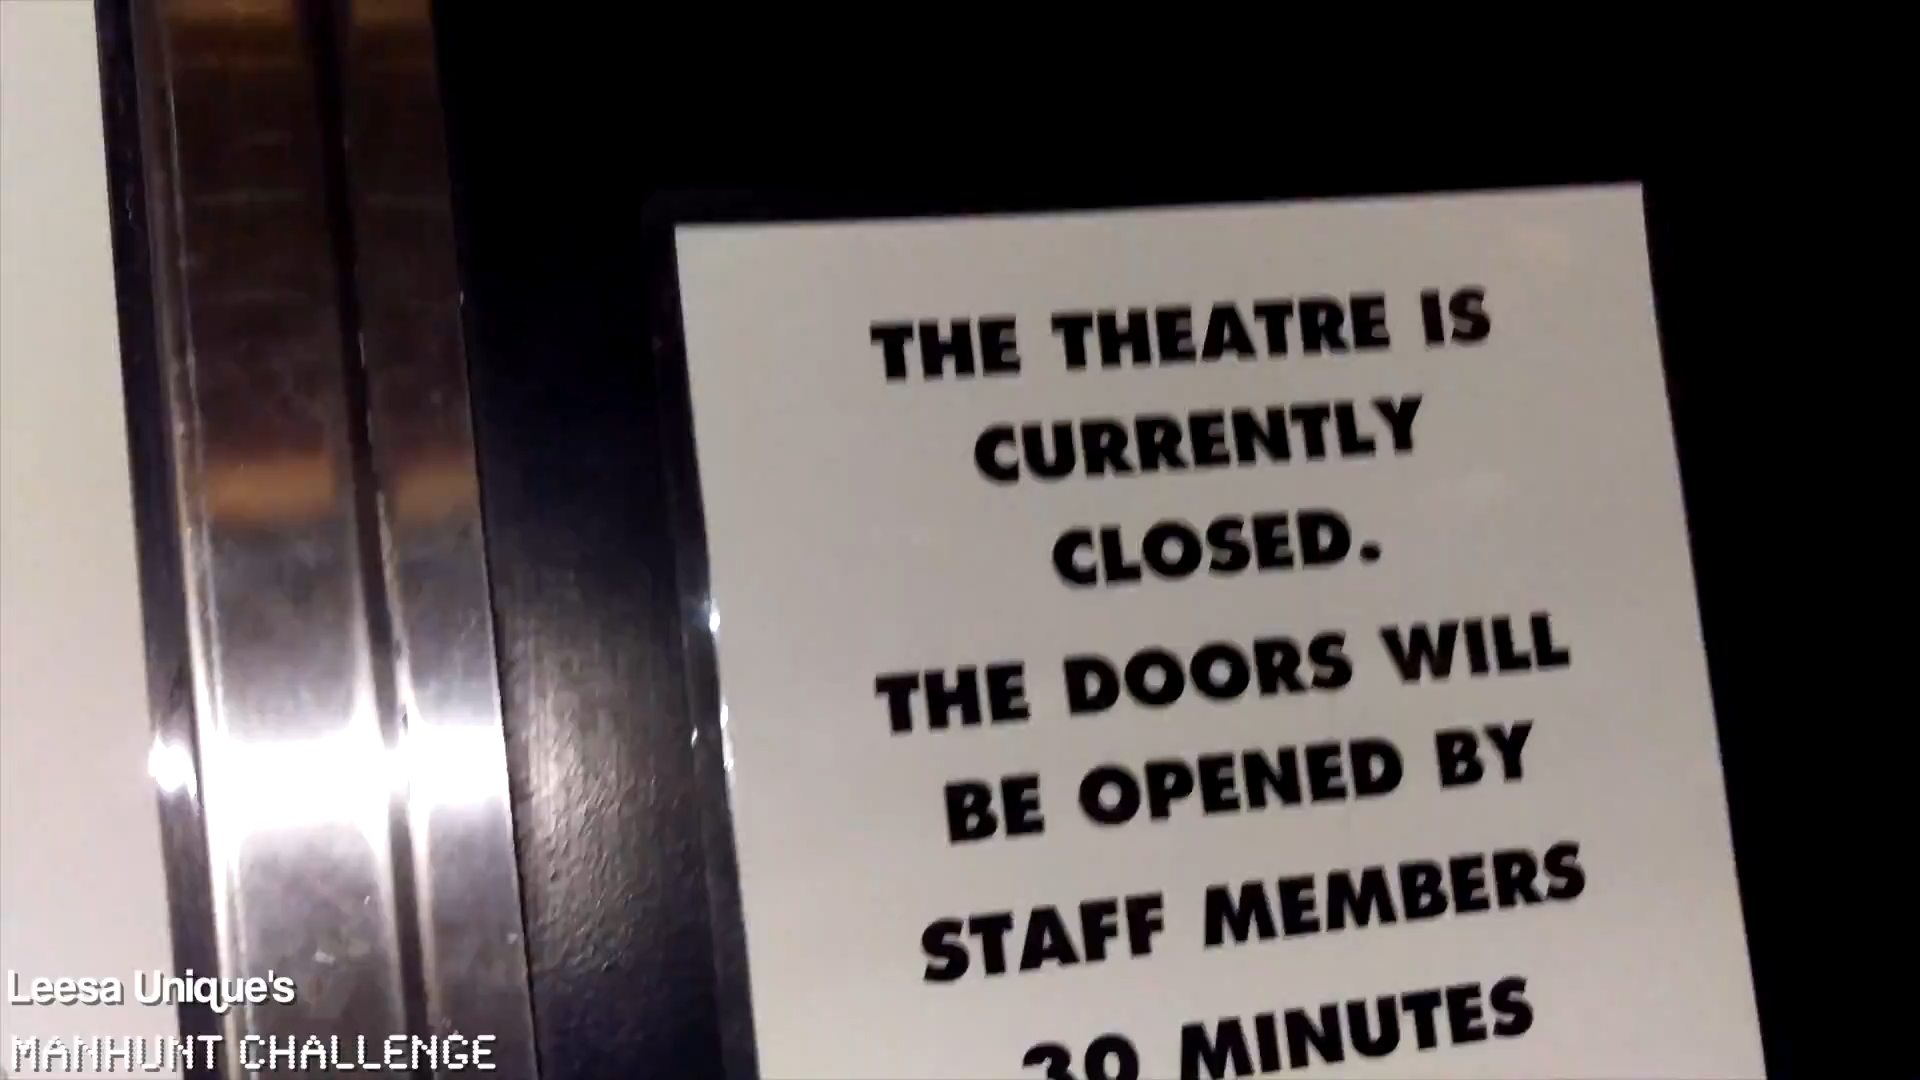 THE THEATRE IS
CURRENTLY
CLOSED.
THE DOORS WILL
BE OPENED BY
STAFF MEMBERS
30 MINUTES
Leesa Unique's
MANHUNT CHALLENGE